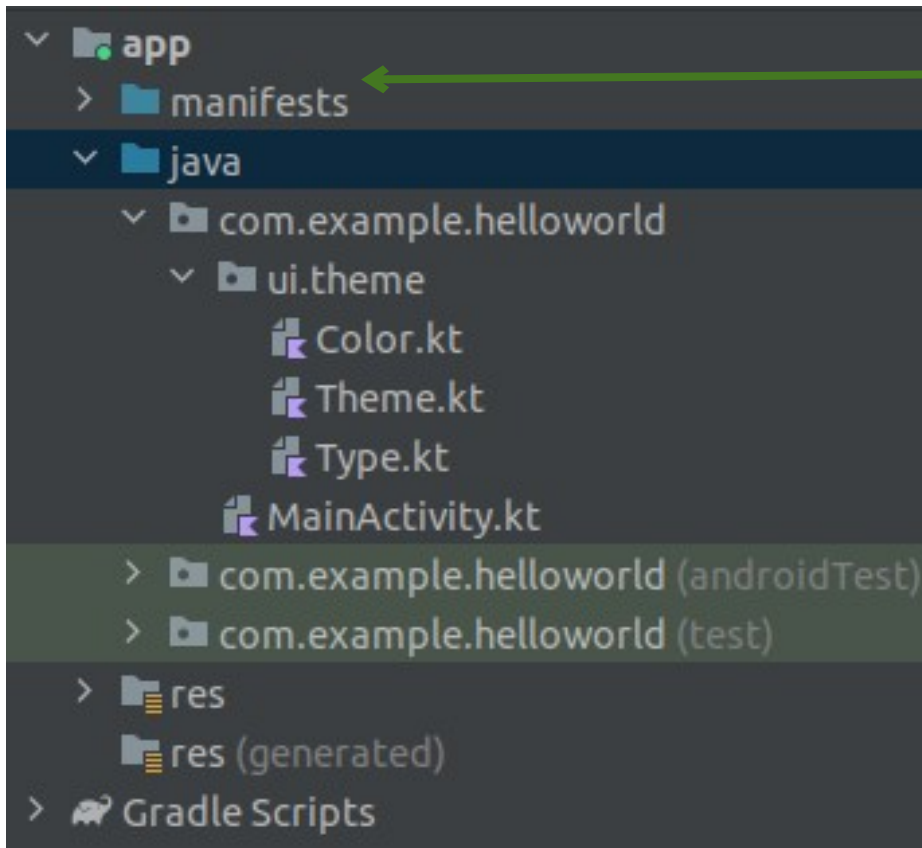 app
manifests
java
com.example.helloworld
ui.theme
Color.kt
Theme.kt
Type.kt
MainActivity.kt
com.example.helloworld (androidTest)
com.example.helloworld (test)
res
res (generated)
Gradle Scripts